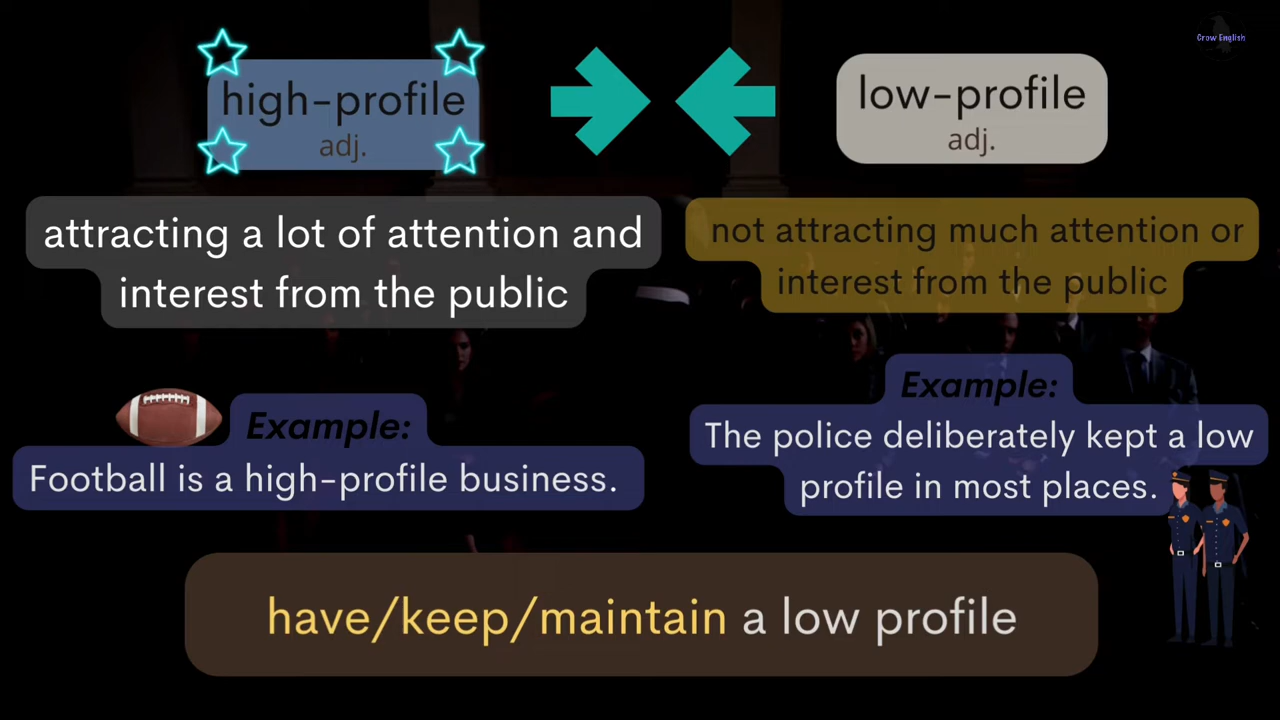 Crow English
high-profile
adj.
low-profile
adj.
attracting a lot of attention and
interest from the public
not attracting much attention or
interest from the public
Example:
Football is a high-profile business.
Example:
The police deliberately kept a low
profile in most places.
have/keep/maintain a low profile